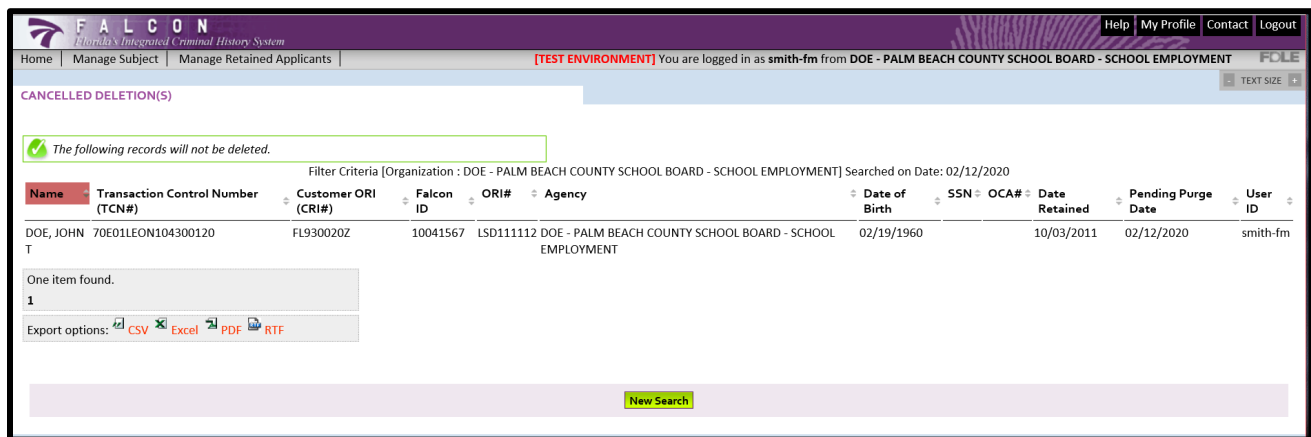 FALCON
Florida's Integrated Criminal History System
Help My Profile Contact Logout
Home Manage Subject Manage Retained Applicants [TEST ENVIRONMENT] You are logged in as smith-fm from DOE - PALM BEACH COUNTY SCHOOL BOARD - SCHOOL EMPLOYMENT FDLE
- TEXT SIZE +
CANCELLED DELETION(S)
The following records will not be deleted.
Filter Criteria [Organization : DOE - PALM BEACH COUNTY SCHOOL BOARD - SCHOOL EMPLOYMENT] Searched on Date: 02/12/2020
Name Transaction Control Number Customer ORI Falcon ORI# Agency Date of SSN OCA# Date Pending Purge User
(TCN#) (CRI#) ID Birth Retained Date ID
DOE, JOHN 70E01LEON104300120 FL930020Z 10041567 LSD111112 DOE - PALM BEACH COUNTY SCHOOL BOARD - SCHOOL 02/19/1960 10/03/2011 02/12/2020 smith-fm
T EMPLOYMENT
One item found.
1
Export options: CSV Excel PDF RTF
New Search